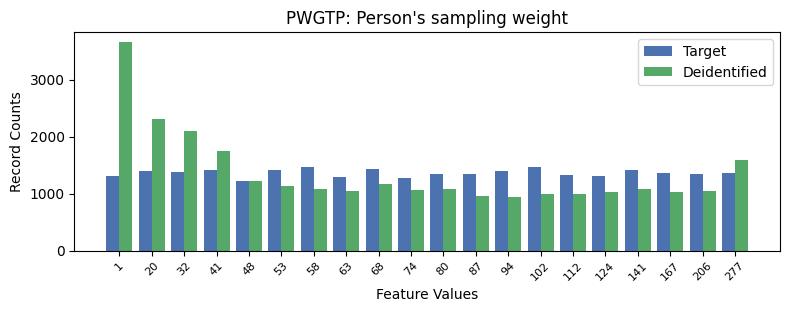 PWGTP: Person's sampling weight
Target
Deidentified
Record Counts
3000
2000
1000
0
1 20 32 41 48 53 58 63 68 74 80 87 94 102 112 124 141 167 206 277
Feature Values